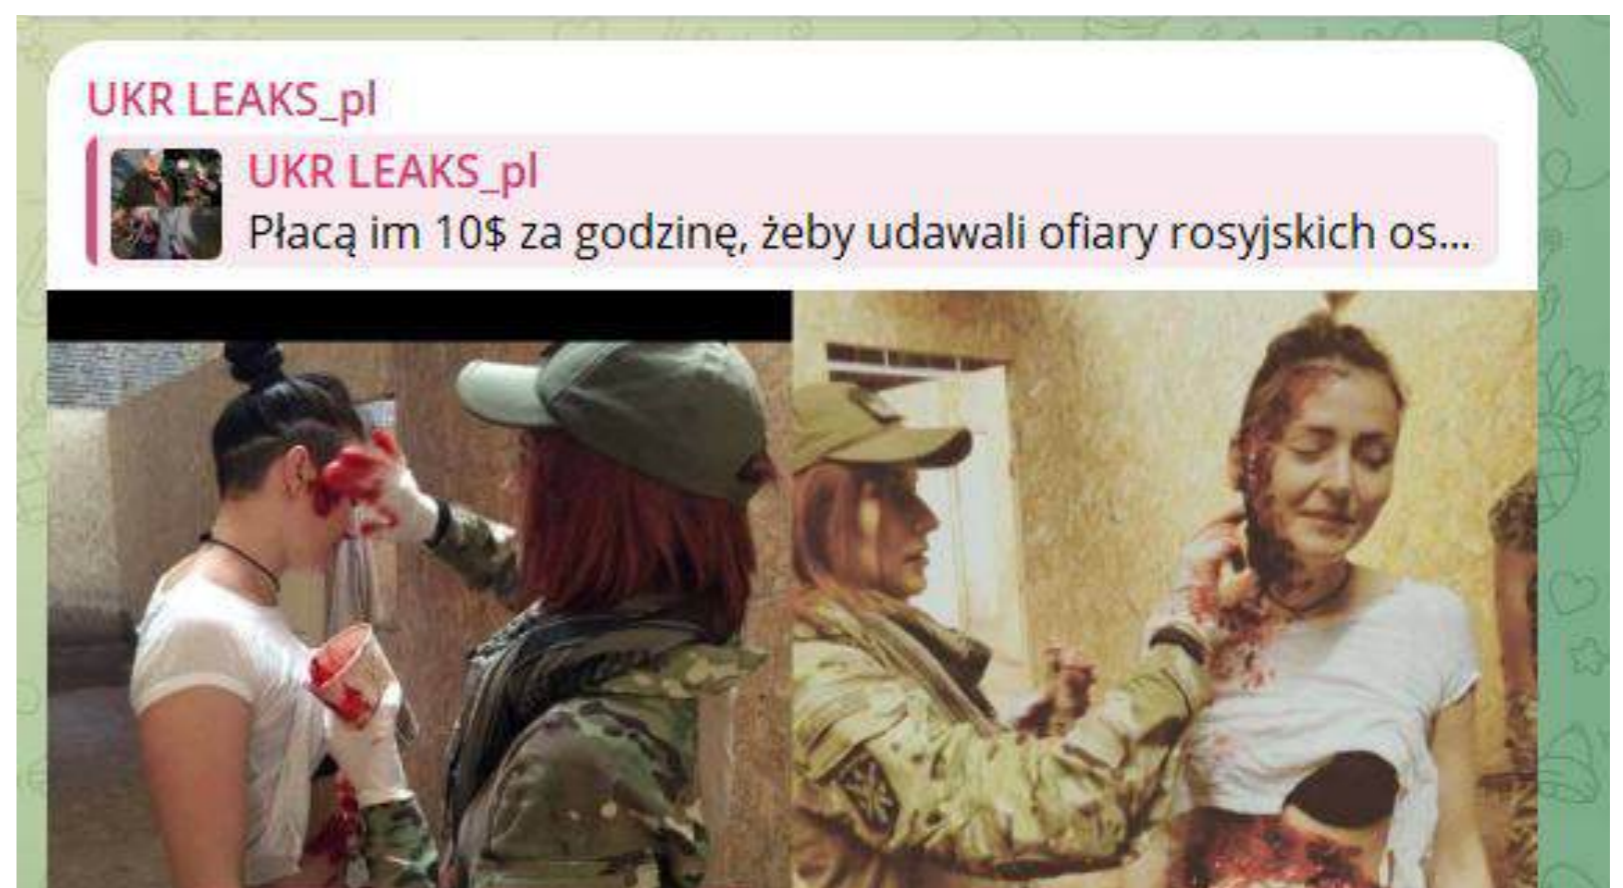 UKR LEAKS_pl
UKR LEAKS_pl
Płacą im 10$ za godzinę, żeby udawali ofiary rosyjskich os...